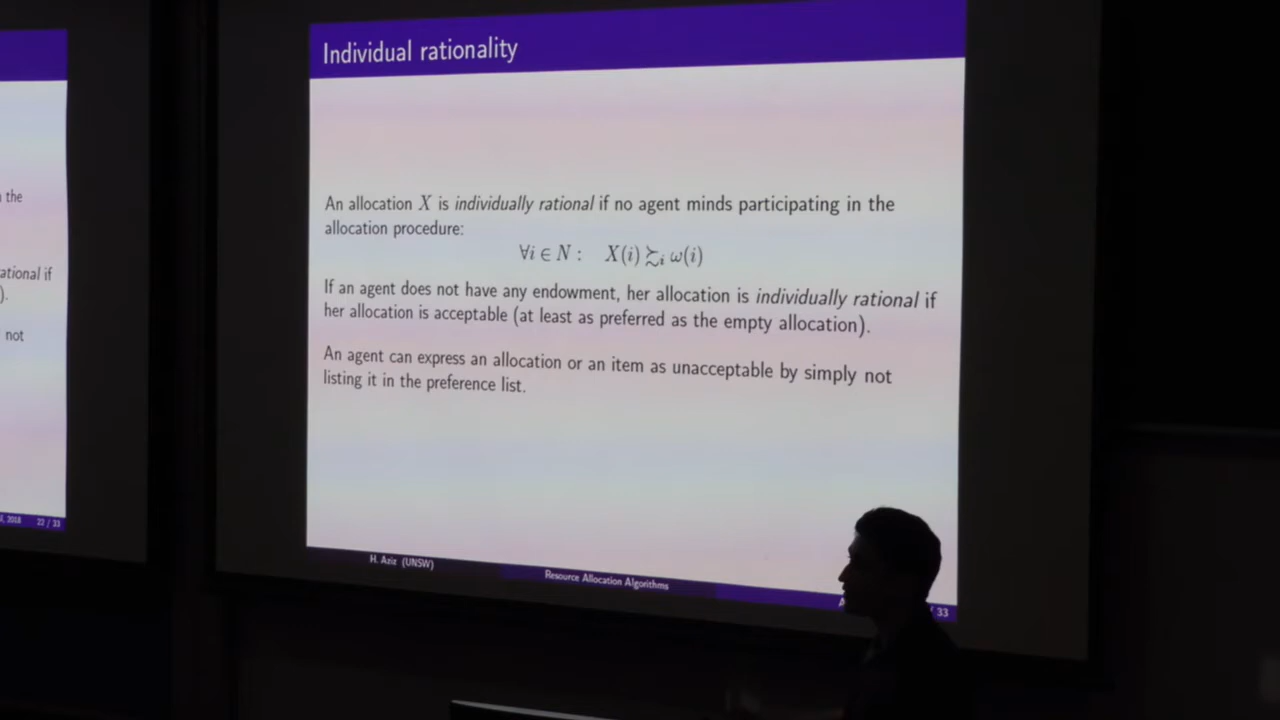 Individual rationality
An allocation X is individually rational if no agent minds participating in the
allocation procedure:
∀i ∈ N : X(i) ≿ᵢ ω(i)
If an agent does not have any endowment, her allocation is individually rational if
her allocation is acceptable (at least as preferred as the empty allocation).
An agent can express an allocation or an item as unacceptable by simply not
listing it in the preference list.
H. Aziz (UNSW)
Resource Allocation Algorithms
/ 33
the
ational if
).
not
2018
22 / 33